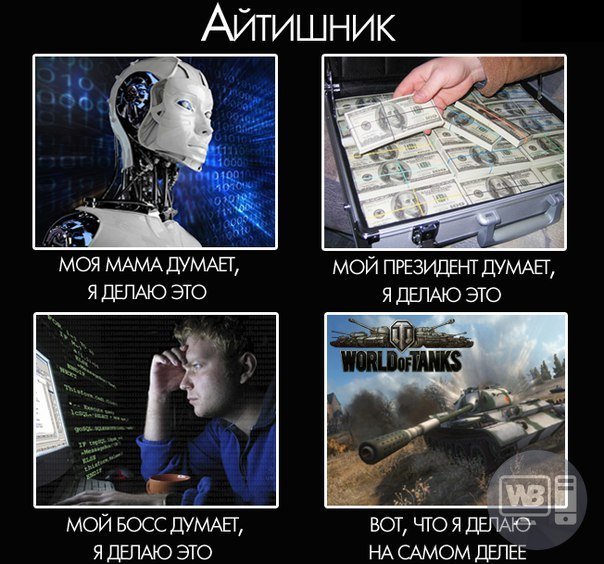 Айтишник
МОЯ МАМА ДУМАЕТ,
Я ДЕЛАЮ ЭТО
МОЙ ПРЕЗИДЕНТ ДУМАЕТ,
Я ДЕЛАЮ ЭТО
WORLD OF TANKS
МОЙ БОСС ДУМАЕТ,
Я ДЕЛАЮ ЭТО
WB
ВОТ, ЧТО Я ДЕЛАЮ
НА САМОМ ДЕЛЕЕ